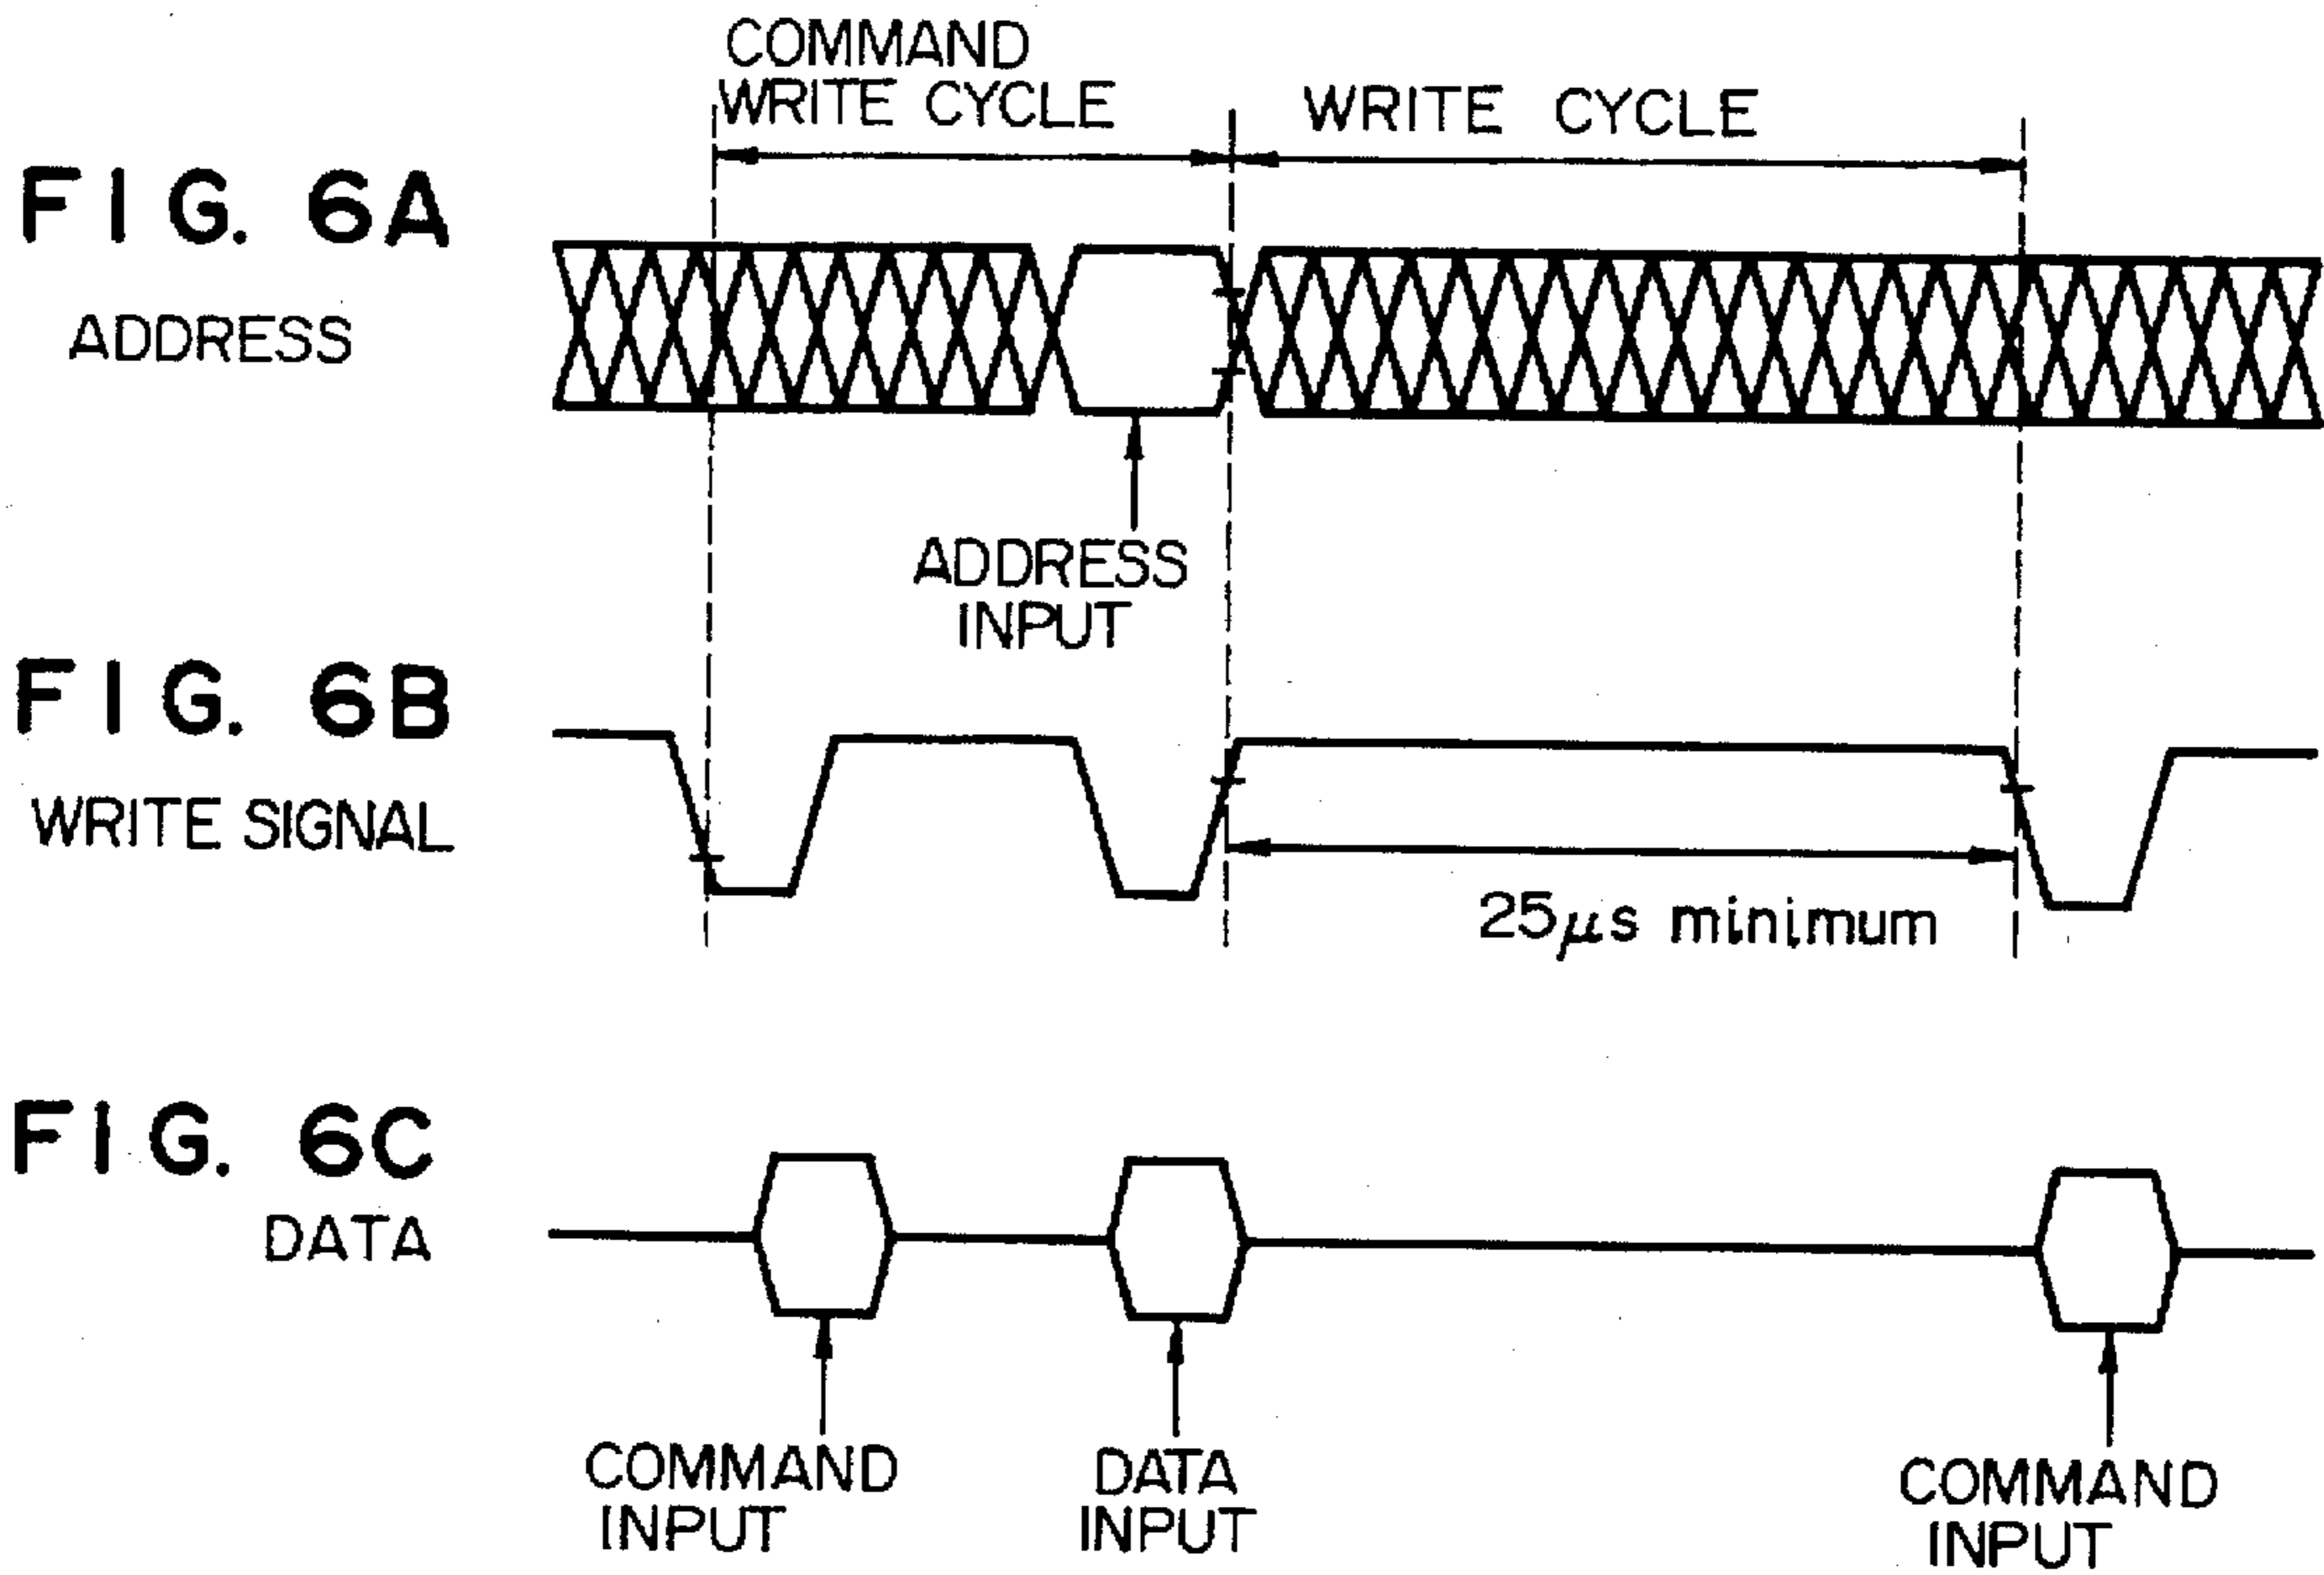 COMMAND
WRITE CYCLE
WRITE CYCLE
FIG. 6A
ADDRESS
ADDRESS
INPUT
FIG. 6B
WRITE SIGNAL
25μs minimum
FIG. 6C
DATA
COMMAND
INPUT
DATA
INPUT
COMMAND
INPUT